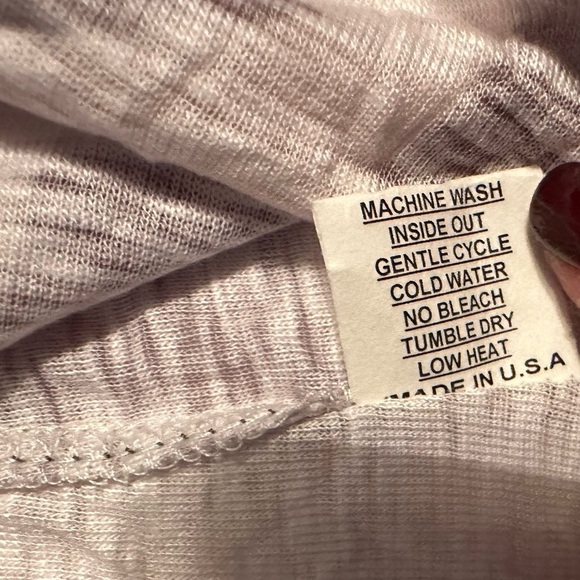 MACHINE WASH
INSIDE OUT
GENTLE CYCLE
COLD WATER
NO BLEACH
TUMBLE DRY
LOW HEAT
MADE IN U.S.A